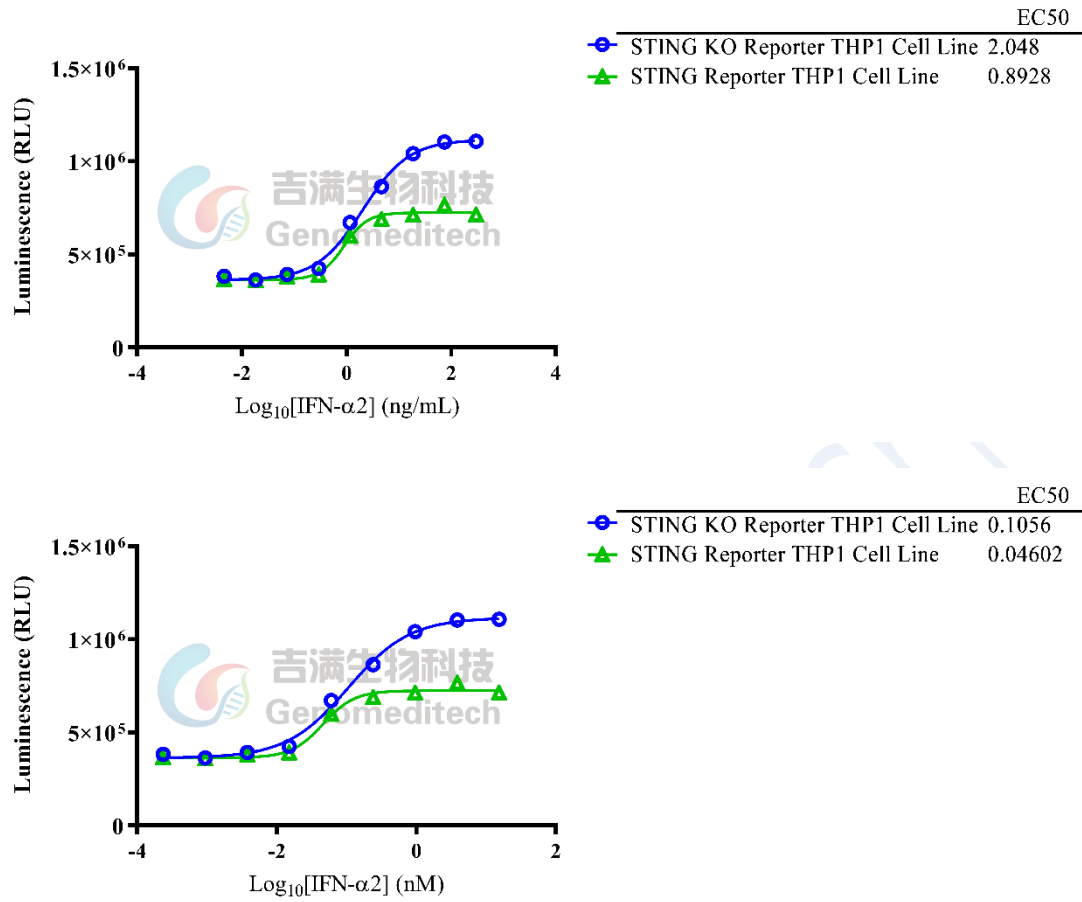 EC50
STING KO Reporter THP1 Cell Line 2.048
STING Reporter THP1 Cell Line 0.8928
1.5×10⁶
1×10⁶
5×10⁵
0
-4 -2 0 2 4
Luminescence (RLU)
Log₁₀[IFN-α2] (ng/mL)
吉满生物科技
Genomeditech
EC50
STING KO Reporter THP1 Cell Line 0.1056
STING Reporter THP1 Cell Line 0.04602
1.5×10⁶
1×10⁶
5×10⁵
0
-4 -2 0 2
Luminescence (RLU)
Log₁₀[IFN-α2] (nM)
吉满生物科技
Genomeditech